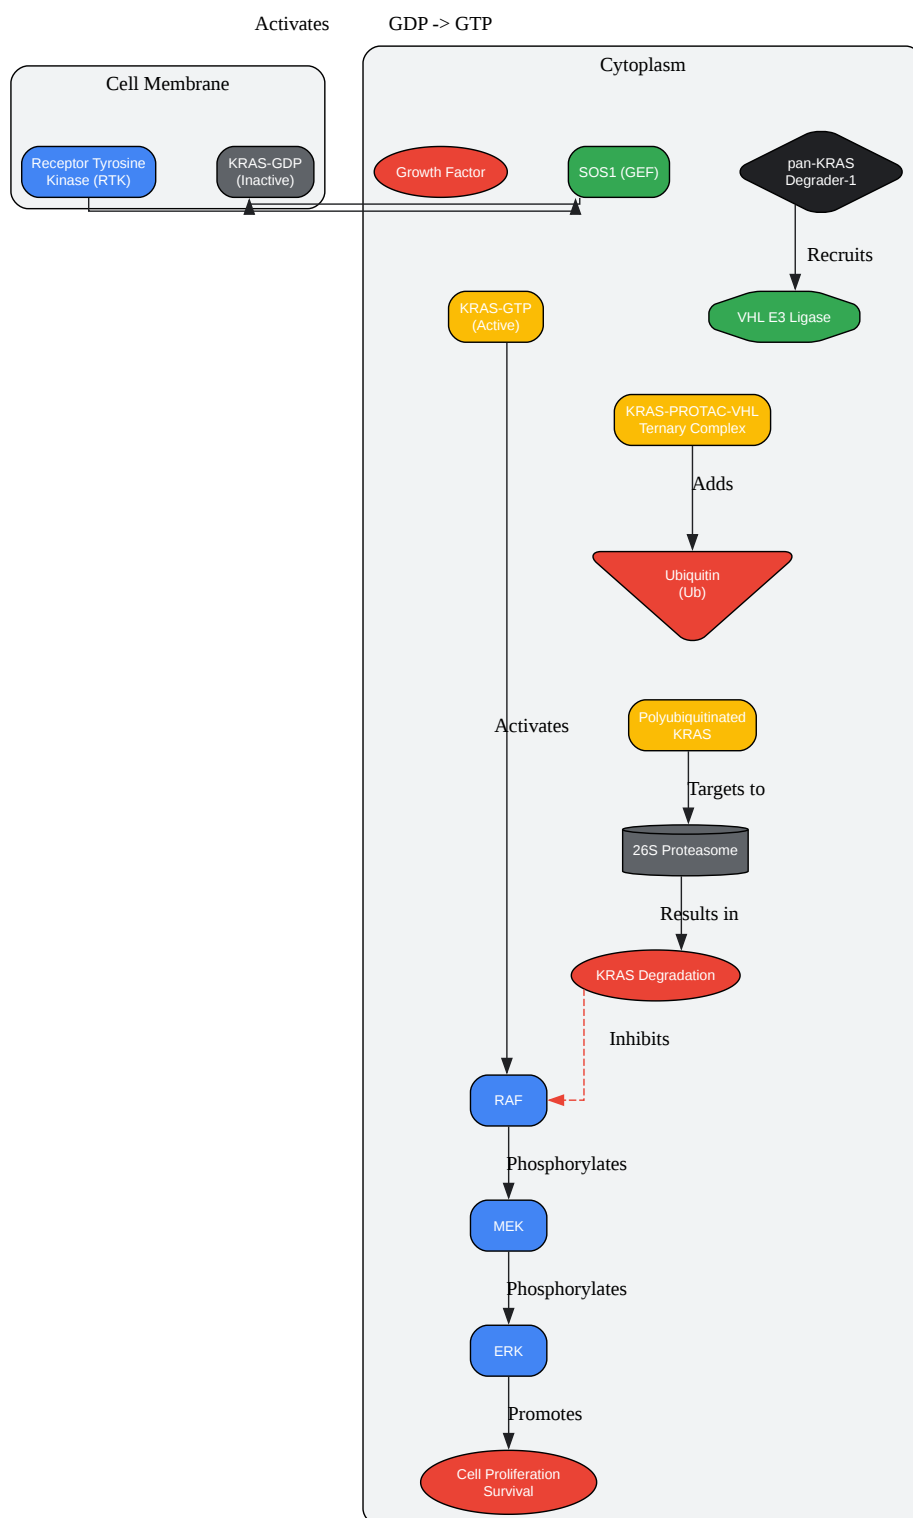 Activates
GDP -> GTP
Cytoplasm
Cell Membrane
Receptor Tyrosine
Kinase (RTK)
KRAS-GDP
(Inactive)
Growth Factor
SOS1 (GEF)
pan-KRAS
Degrader-1
Recruits
KRAS-GTP
(Active)
VHL E3 Ligase
KRAS-PROTAC-VHL
Ternary Complex
Adds
Ubiquitin
(Ub)
Activates
Polyubiquitinated
KRAS
Targets to
26S Proteasome
Results in
KRAS Degradation
Inhibits
RAF
Phosphorylates
MEK
Phosphorylates
ERK
Promotes
Cell Proliferation
Survival